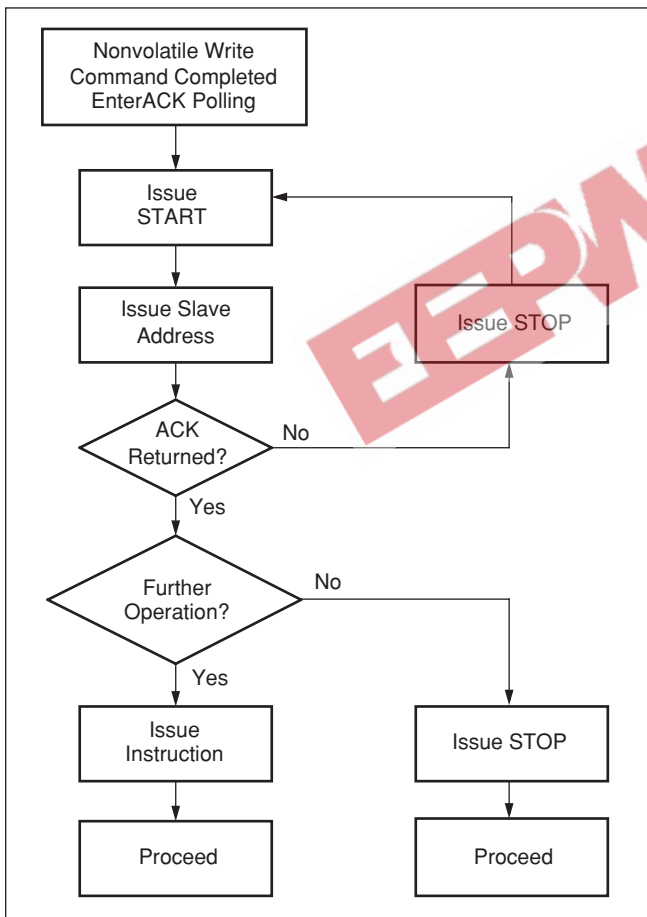 Nonvolatile Write
Command Completed
EnterACK Polling
Issue
START
Issue Slave
Address
Issue STOP
ACK
Returned?
No
Yes
Further
Operation?
No
Yes
Issue
Instruction
Issue STOP
Proceed
Proceed
EEPW